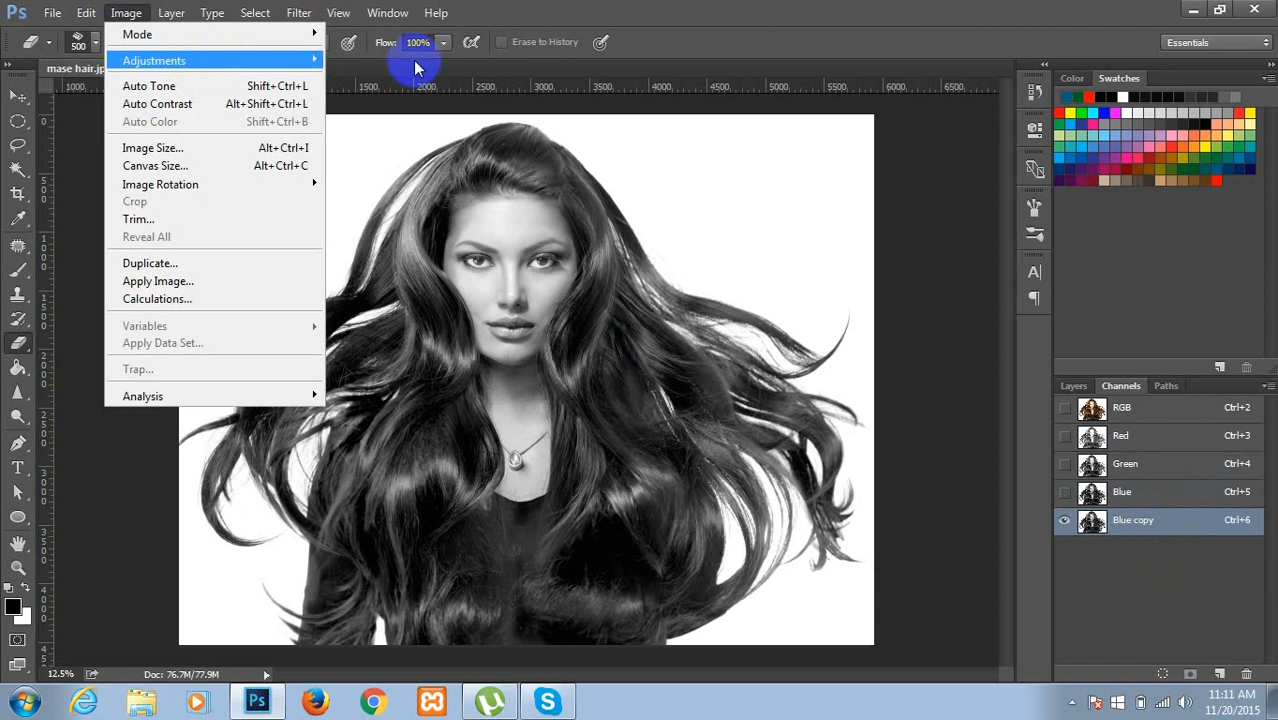 Ps File Edit Image Layer Type Select Filter View Window Help
500 Flow: 100% Erase to History Essentials
mase hair.jp
1000 1500 2000 2500 3000 3500 4000 4500 5000 5500 6000 6500
Mode
Adjustments
Auto Tone Shift+Ctrl+L
Auto Contrast Alt+Shift+Ctrl+L
Auto Color Shift+Ctrl+B
Image Size... Alt+Ctrl+I
Canvas Size... Alt+Ctrl+C
Image Rotation
Crop
Trim...
Reveal All
Duplicate...
Apply Image...
Calculations...
Variables
Apply Data Set...
Trap...
Analysis
Color Swatches
Layers Channels Paths
RGB Ctrl+2
Red Ctrl+3
Green Ctrl+4
Blue Ctrl+5
Blue copy Ctrl+6
12.5% Doc: 76.7M/77.9M
Ps
11:11 AM
11/20/2015